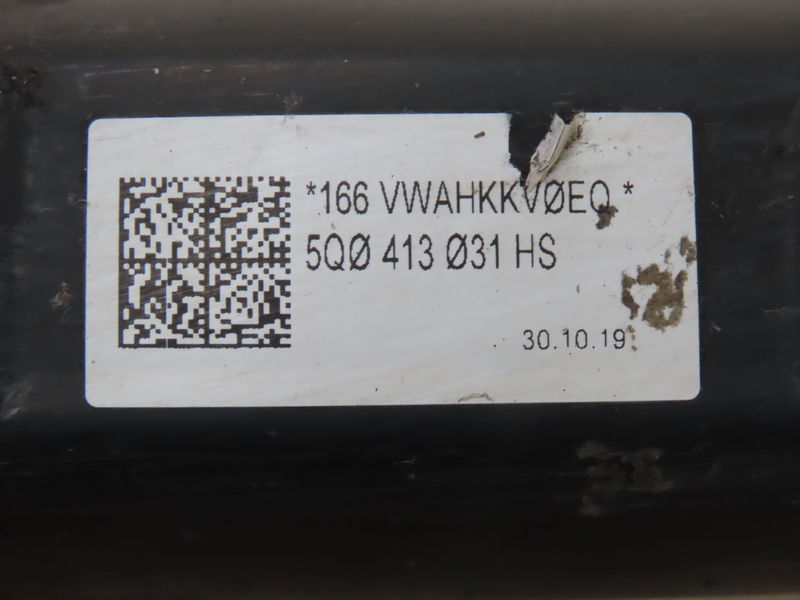 *166 VWAHKKVØEQ *
5QØ 413 Ø31 HS
30.10.19